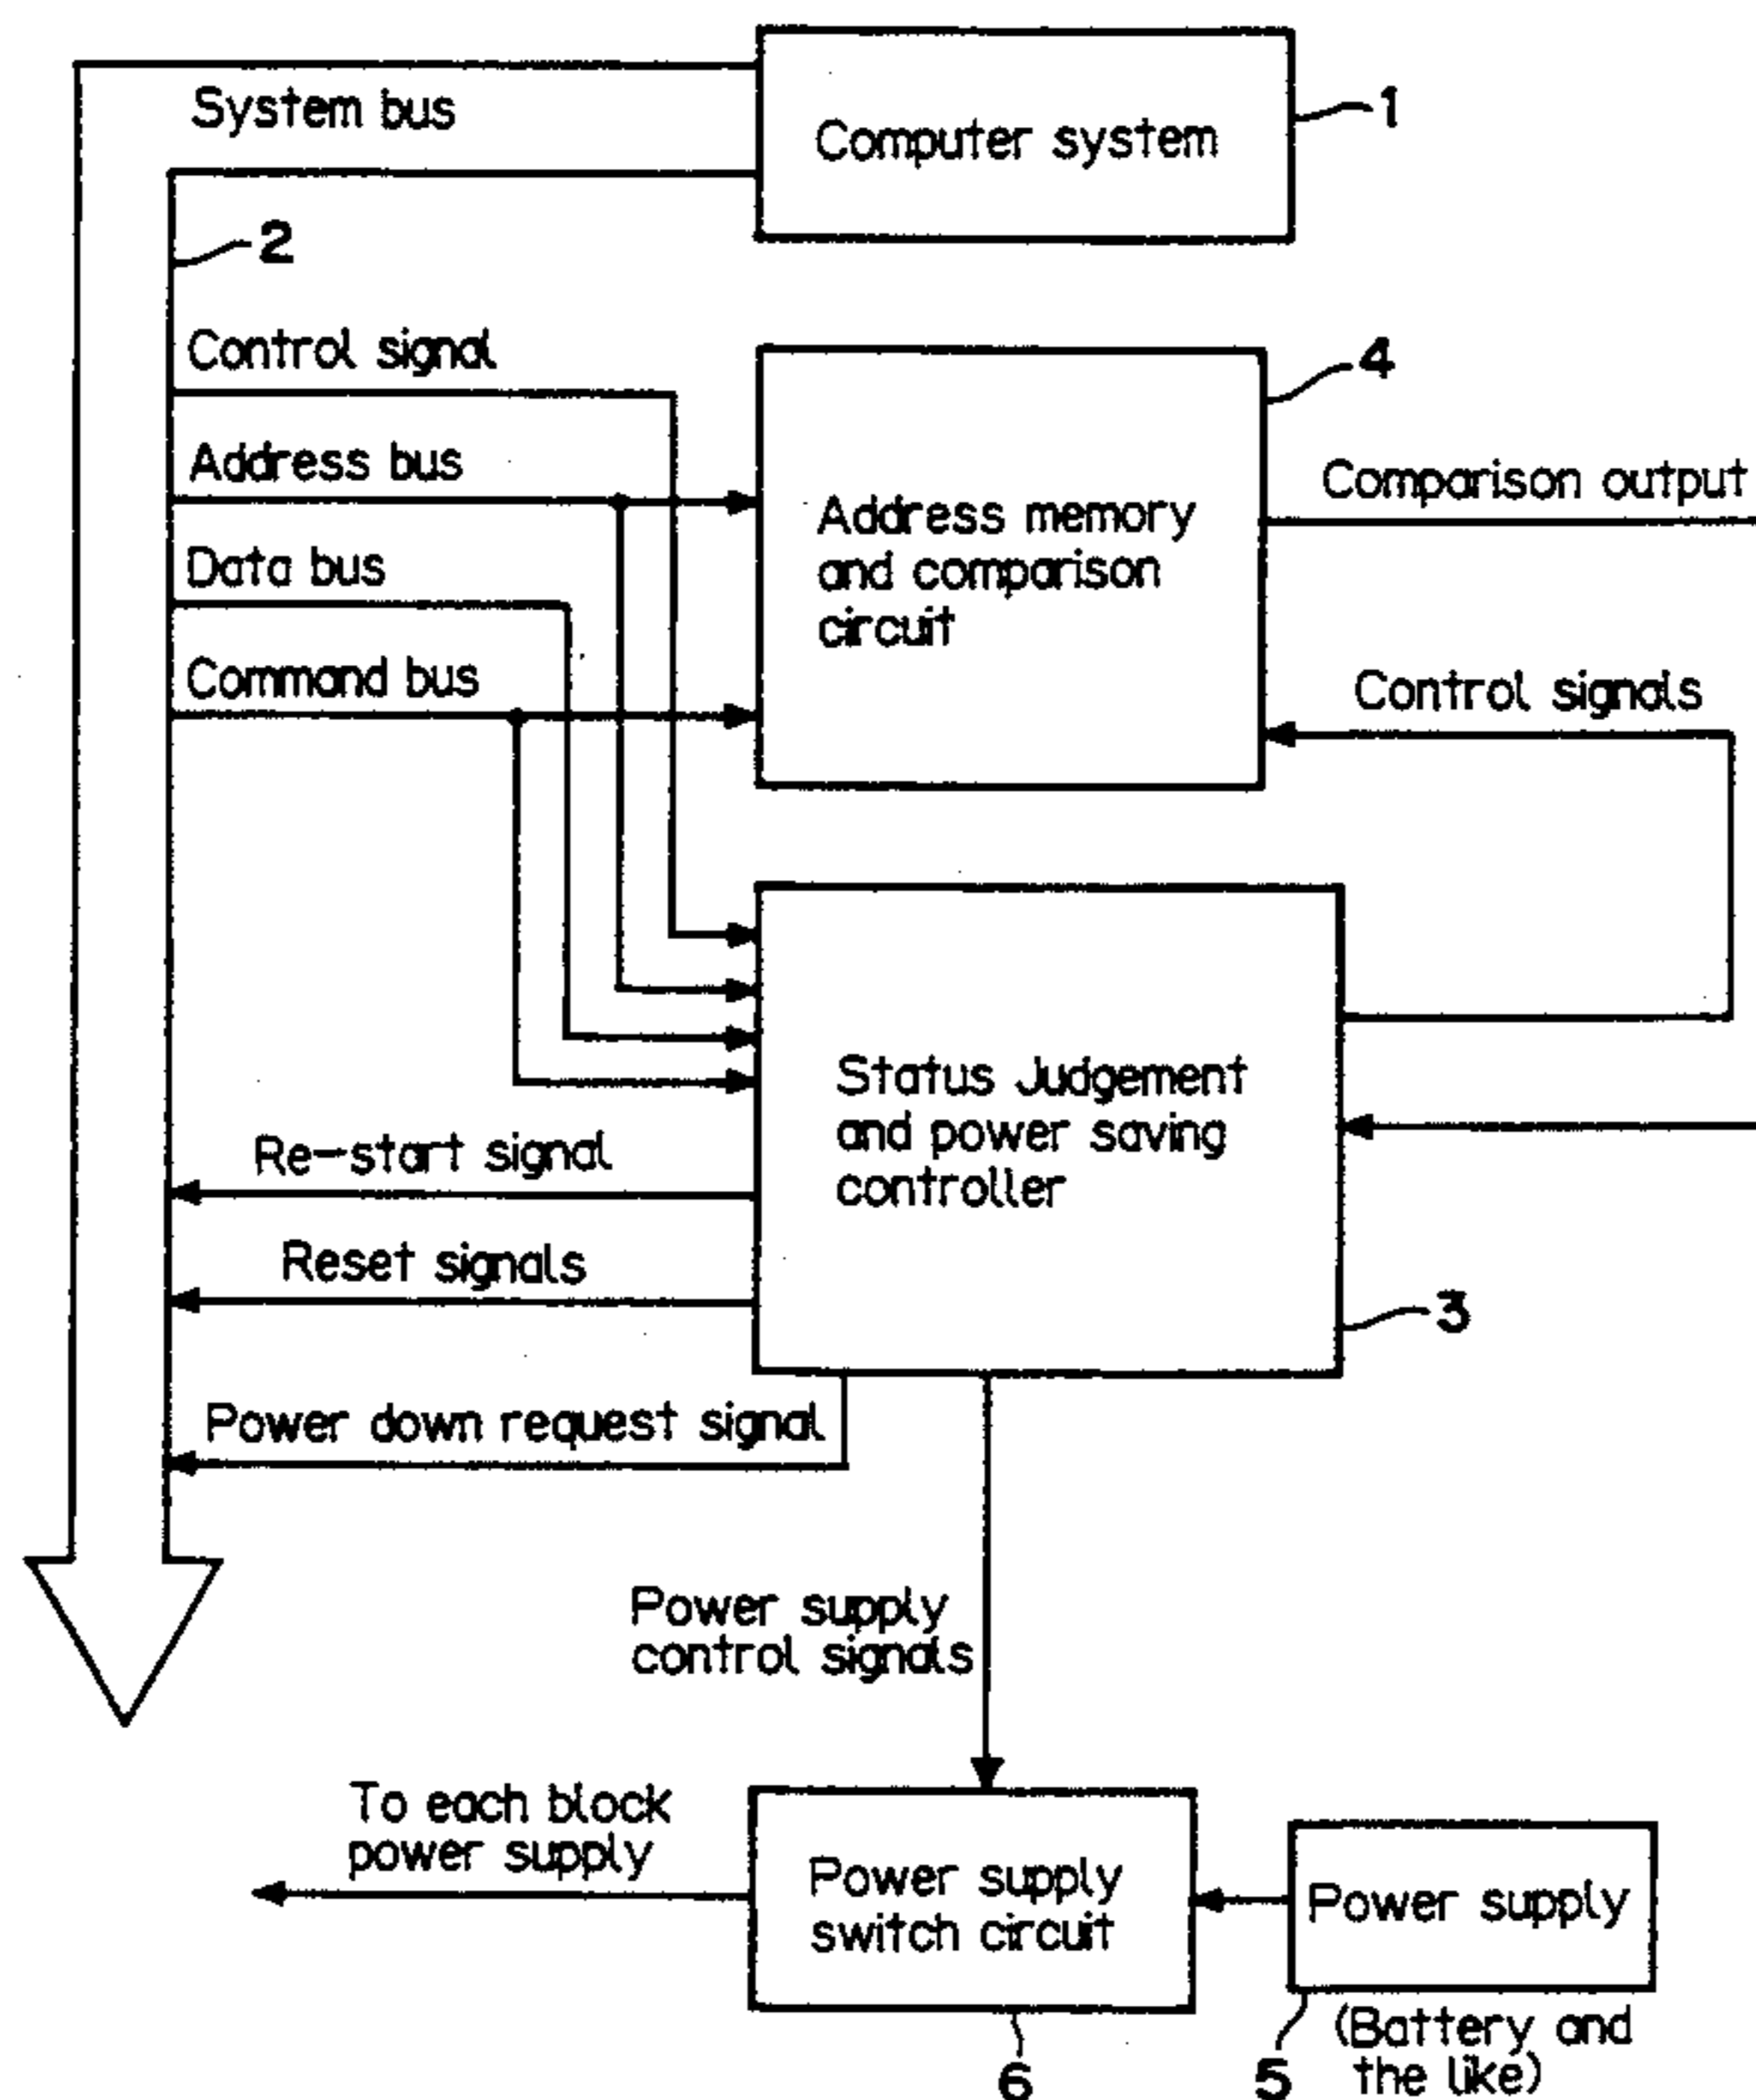 System bus
Computer system
1
2
Control signal
4
Address bus
Comparison output
Address memory
and comparison
circuit
Data bus
Command bus
Control signals
Status Judgement
and power saving
controller
Re-start signal
Reset signals
3
Power down request signal
Power supply
control signals
To each block
power supply
Power supply
switch circuit
Power supply
6
5
(Battery and
the like)